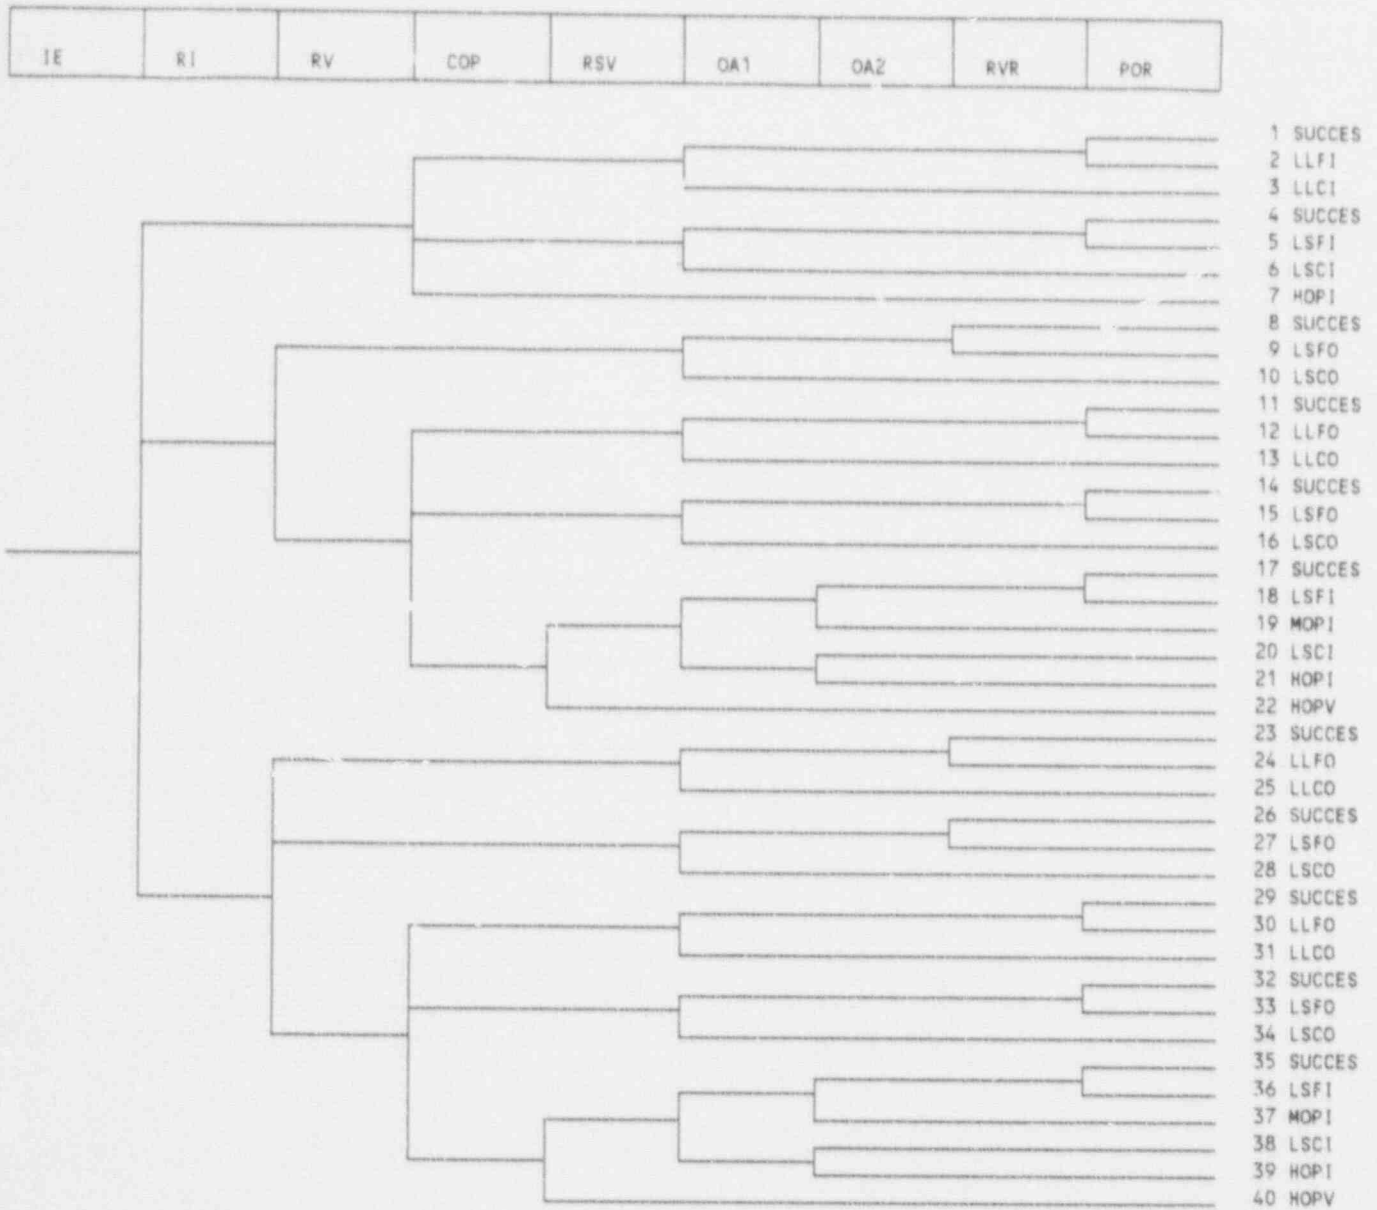 IE RI RV COP RSV OA1 OA2 RVR POR
1 SUCCES
2 LLFI
3 LLCI
4 SUCCES
5 LSFI
6 LSCI
7 HOPI
8 SUCCES
9 LSFO
10 LSCO
11 SUCCES
12 LLFO
13 LLCO
14 SUCCES
15 LSFO
16 LSCO
17 SUCCES
18 LSFI
19 MOPI
20 LSCI
21 HOPI
22 HOPV
23 SUCCES
24 LLFO
25 LLCO
26 SUCCES
27 LSFO
28 LSCO
29 SUCCES
30 LLFO
31 LLCO
32 SUCCES
33 LSFO
34 LSCO
35 SUCCES
36 LSFI
37 MOPI
38 LSCI
39 HOPI
40 HOPV